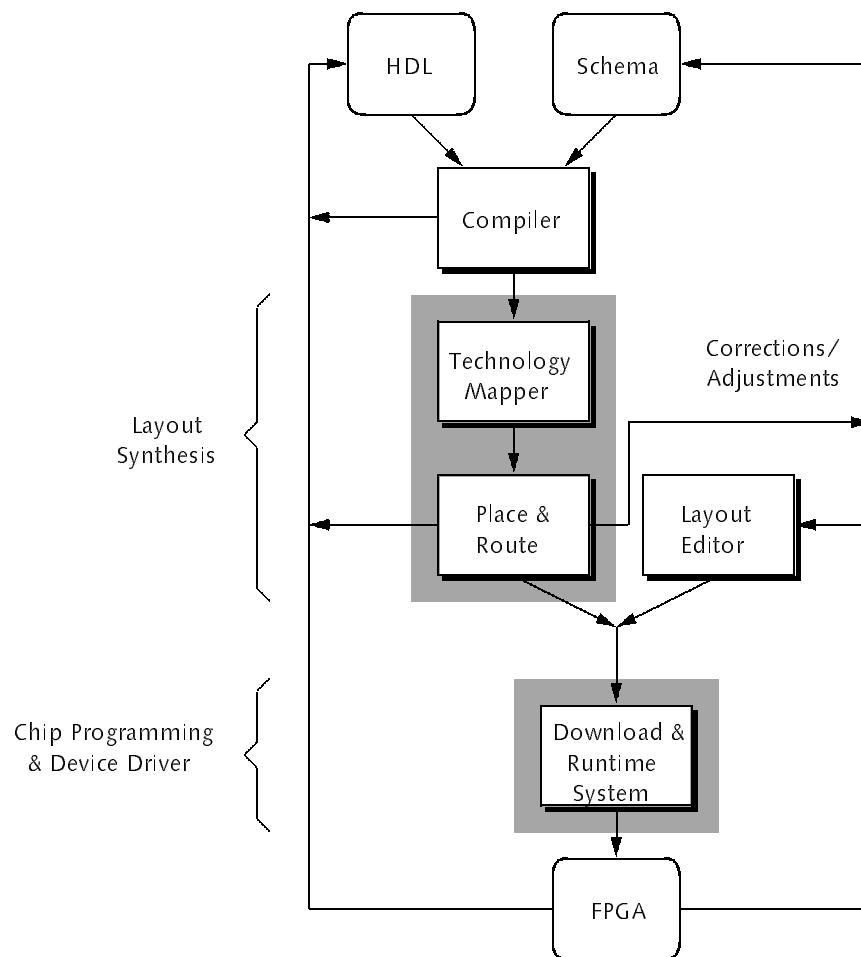 HDL
Schema
Compiler
Technology
Mapper
Corrections/
Adjustments
Layout
Synthesis
Place &
Route
Layout
Editor
Chip Programming
& Device Driver
Download &
Runtime
System
FPGA